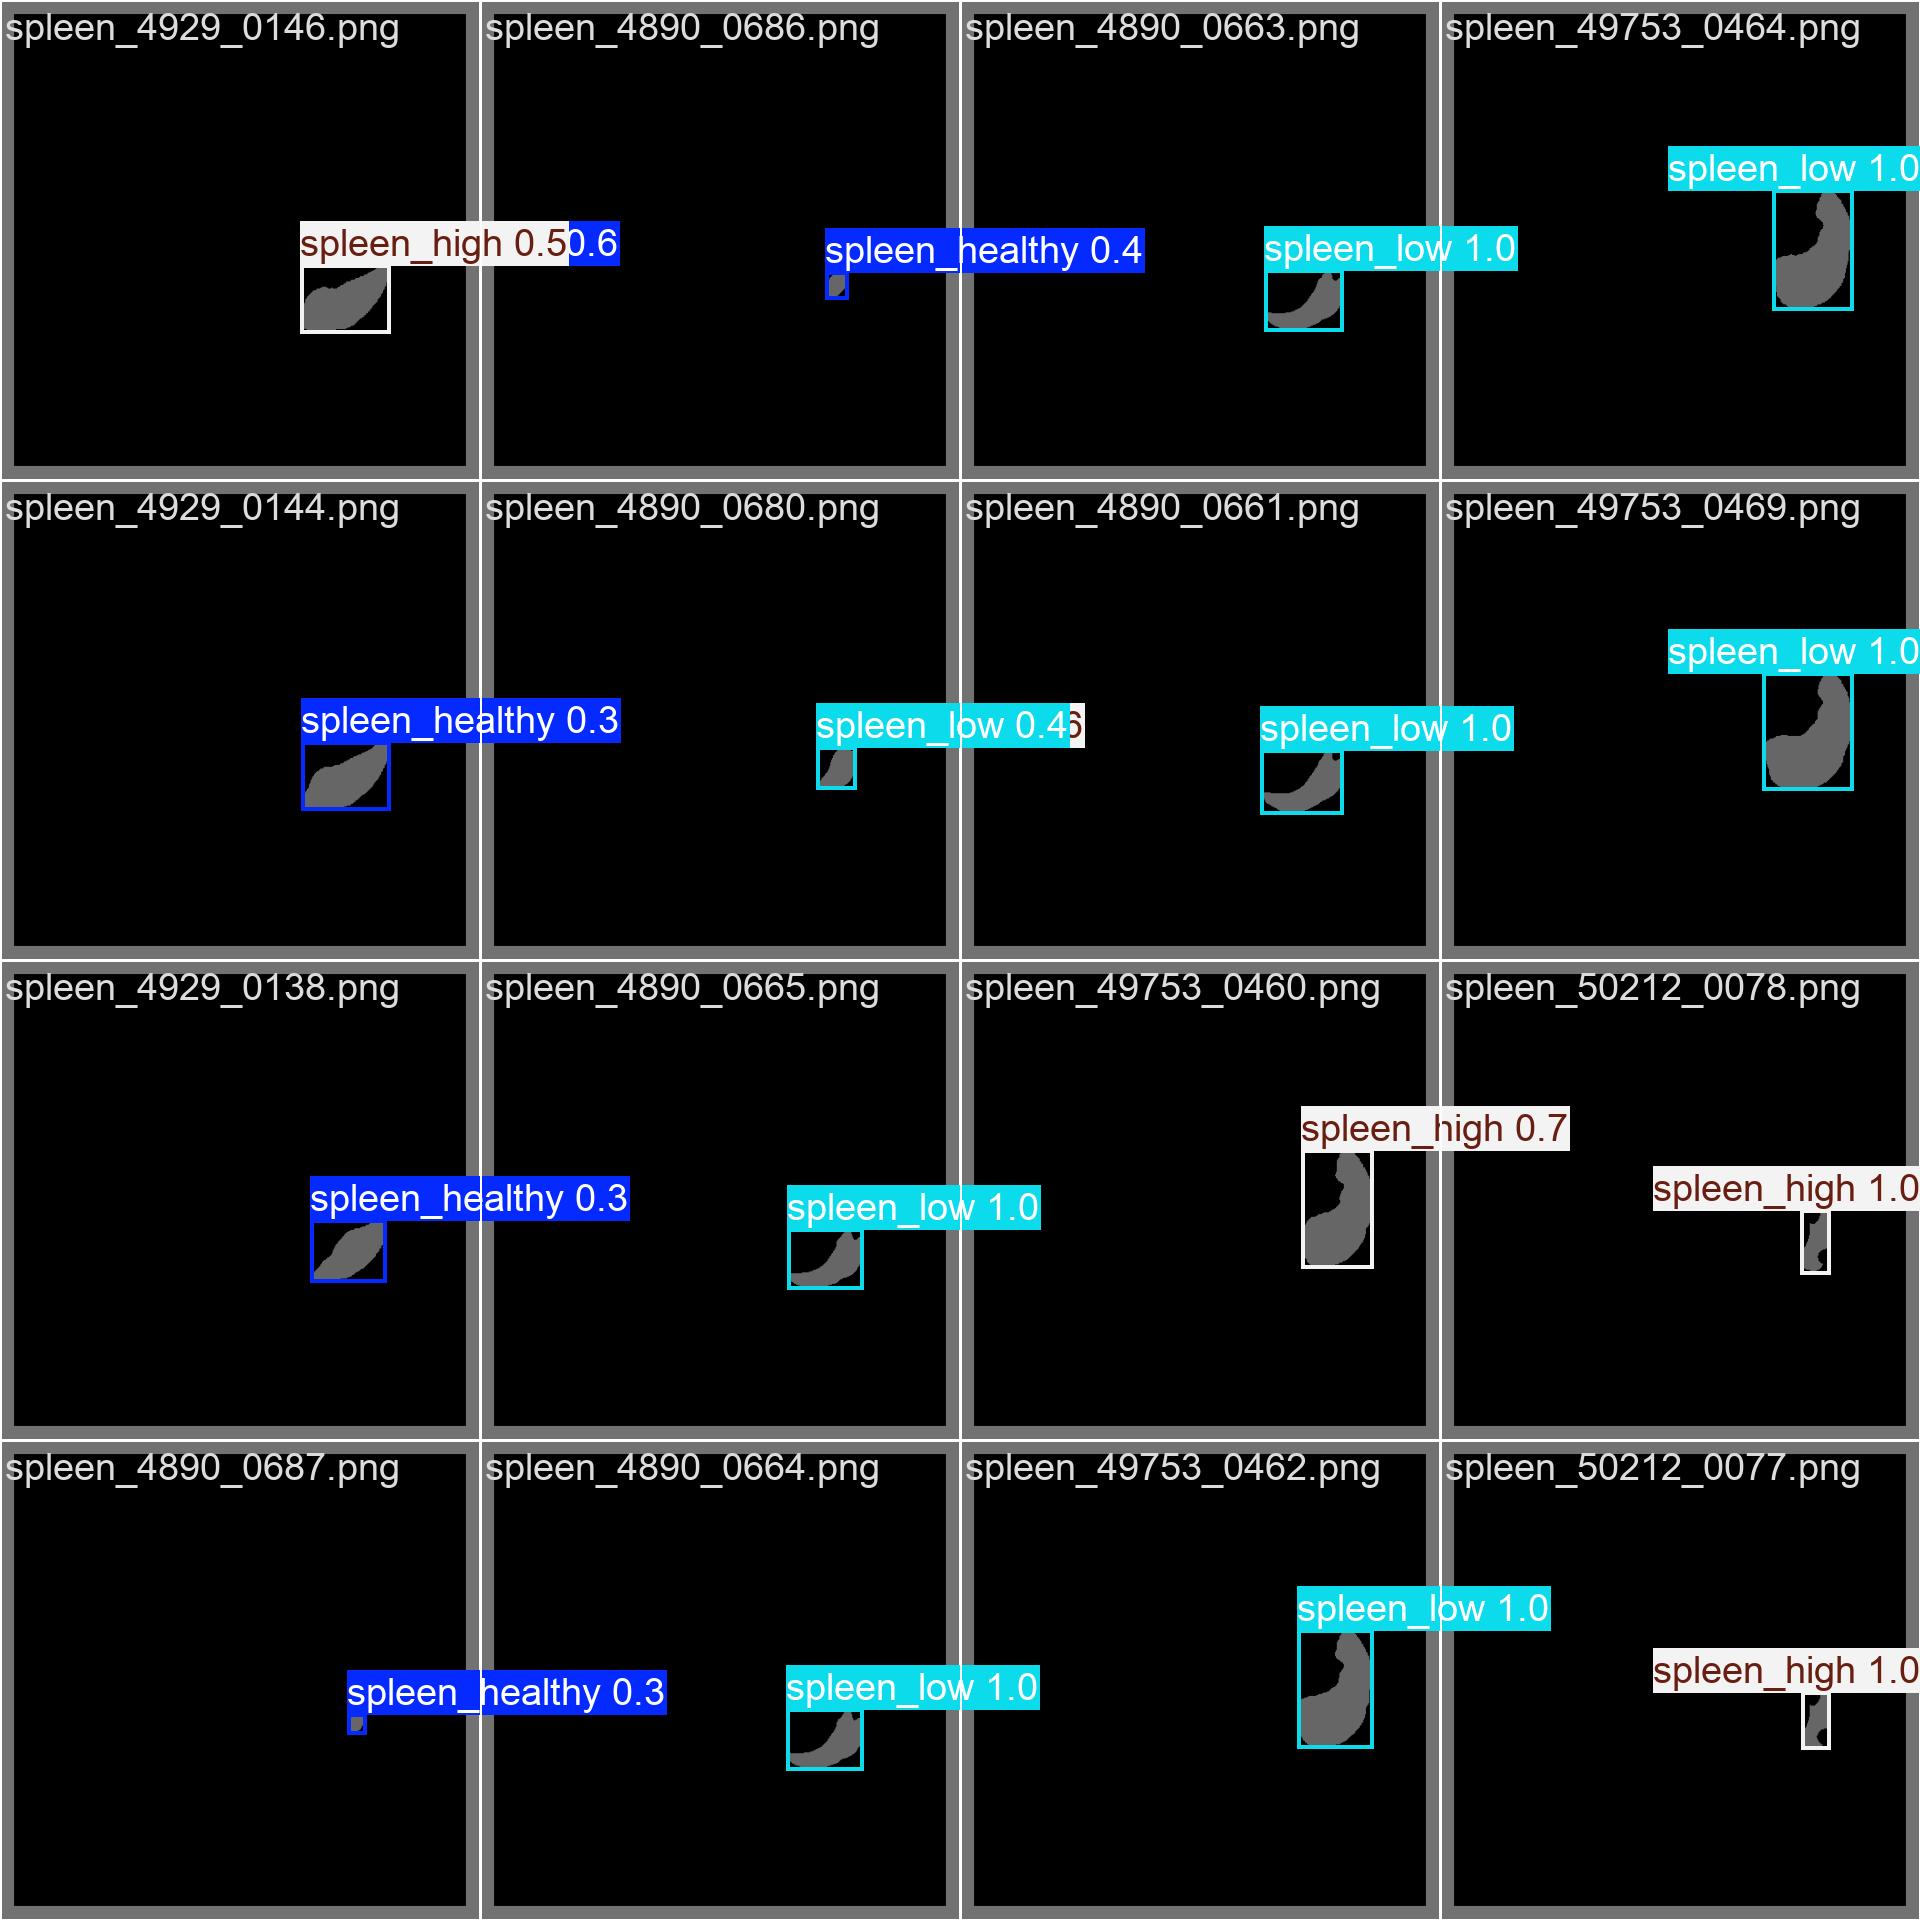 spleen_4929_0146.png
spleen_4890_0686.png
spleen_4890_0663.png
spleen_49753_0464.png
spleen_low 1.0
spleen_high 0.5
0.6
spleen_healthy 0.4
spleen_low 1.0
spleen_4929_0144.png
spleen_4890_0680.png
spleen_4890_0661.png
spleen_49753_0469.png
spleen_low 1.0
spleen_healthy 0.3
spleen_low 0.4
6
spleen_low 1.0
spleen_4929_0138.png
spleen_4890_0665.png
spleen_49753_0460.png
spleen_50212_0078.png
spleen_high 0.7
spleen_healthy 0.3
spleen_low 1.0
spleen_high 1.0
spleen_4890_0687.png
spleen_4890_0664.png
spleen_49753_0462.png
spleen_50212_0077.png
spleen_low 1.0
spleen_healthy 0.3
spleen_low 1.0
spleen_high 1.0